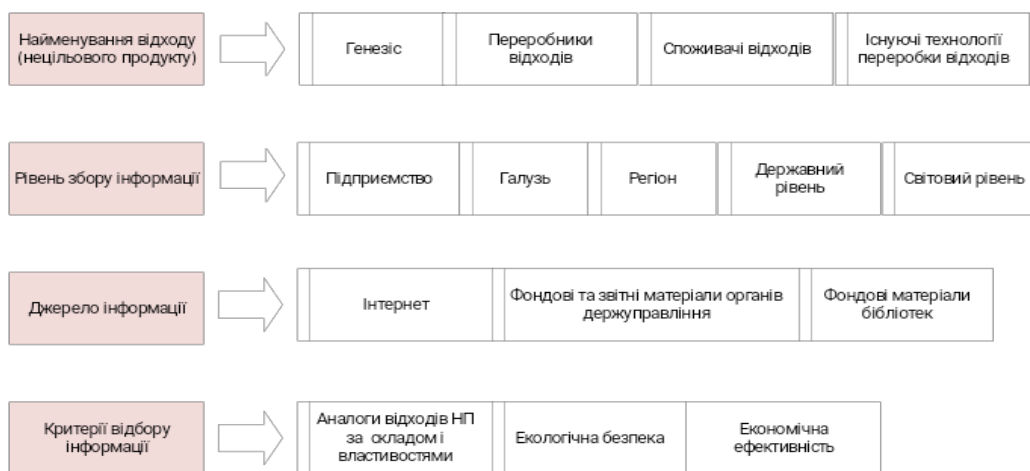 Найменування відходу
(нецільового продукту)
Генезіс
Переробники
відходів
Споживачі відходів
Існуючі технології
переробки відходів
Рівень збору інформації
Підприємство
Галузь
Регіон
Державний
рівень
Світовий рівень
Джерело інформації
Інтернет
Фондові та звітні матеріали органів
держуправління
Фондові матеріали
бібліотек
Критерії відбору
інформації
Аналоги відходів НП
за складом і
властивостями
Екологічна безпека
Економічна
ефективність